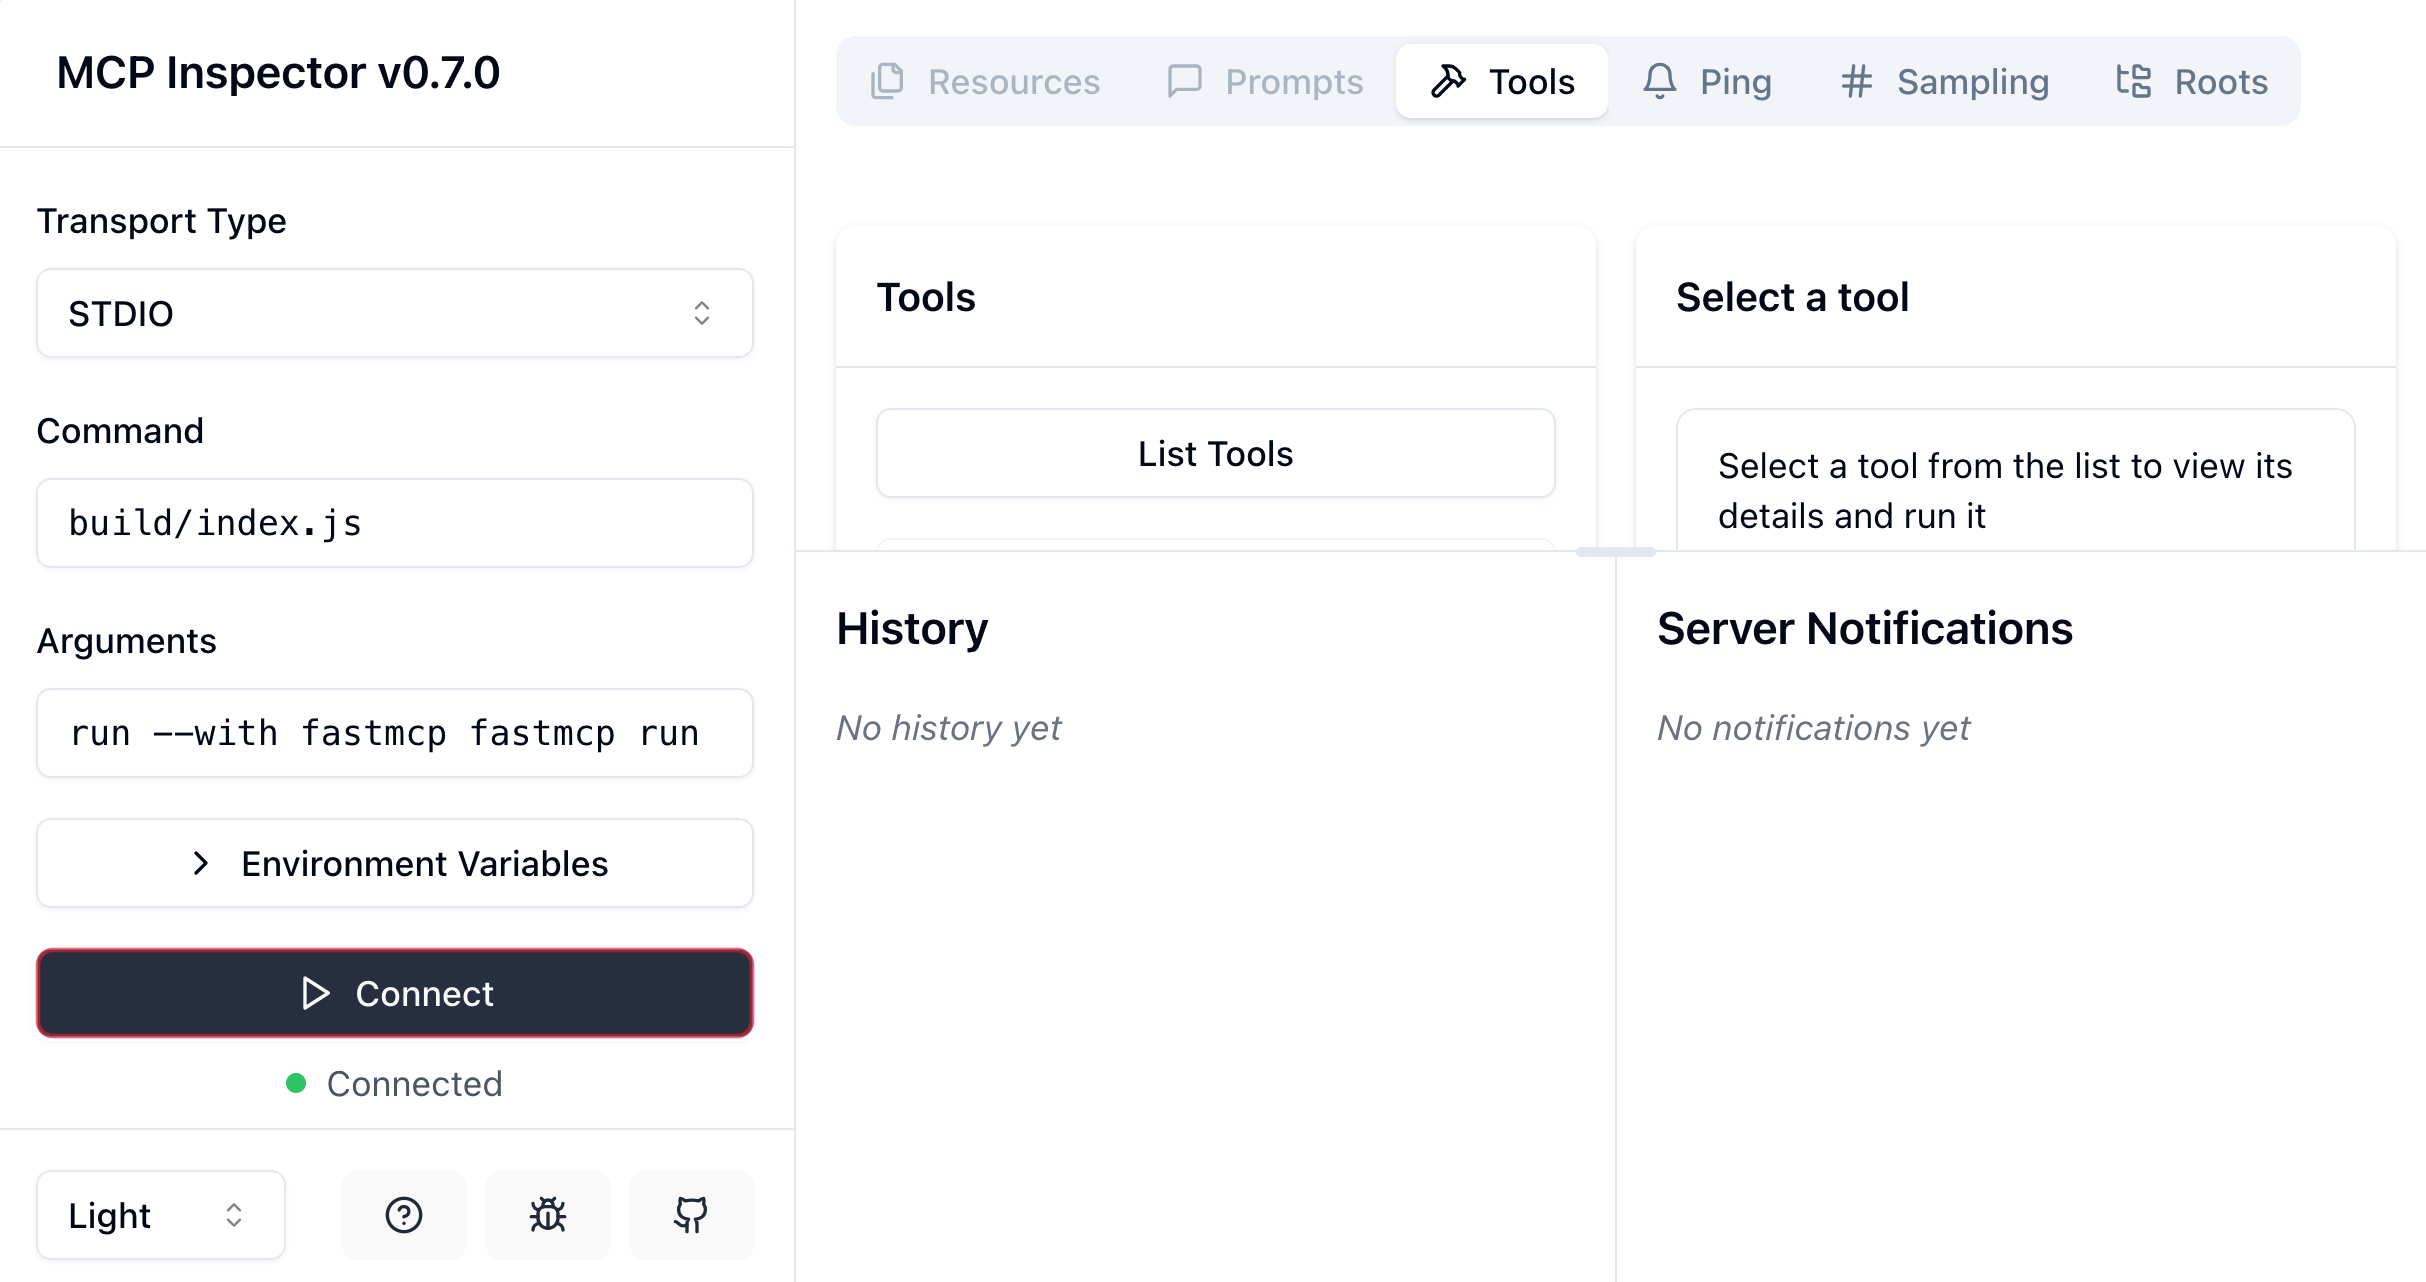 MCP Inspector v0.7.0
Transport Type
STDIO
Command
build/index.js
Arguments
run --with fastmcp fastmcp run
Environment Variables
Connect
Connected
Light
Resources
Prompts
Tools
Ping
Sampling
Roots
Tools
List Tools
Select a tool
Select a tool from the list to view its
details and run it
History
No history yet
Server Notifications
No notifications yet